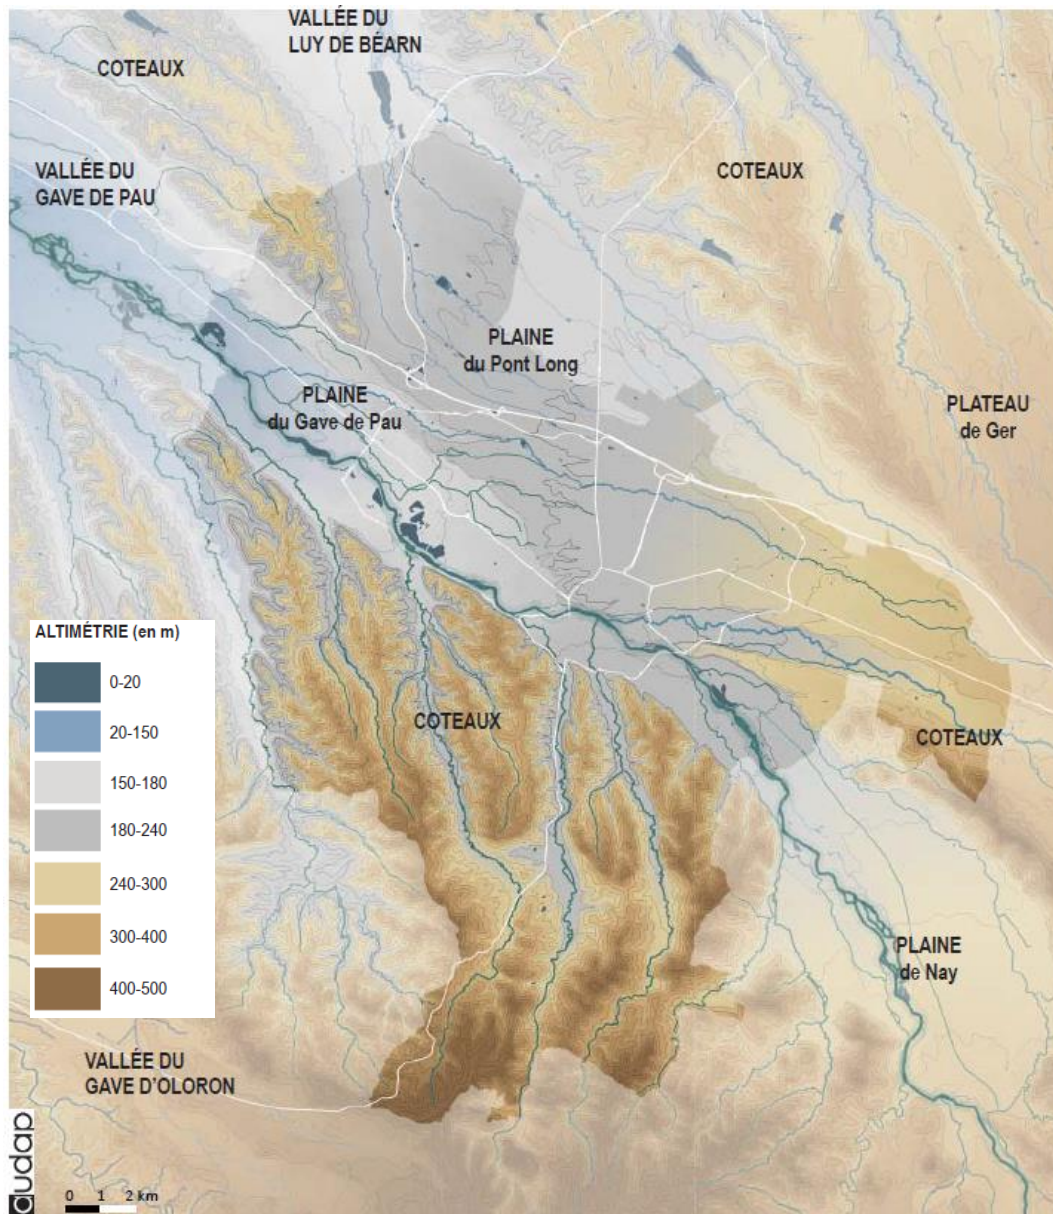 VALLÉE DU
LUY DE BÉARN
COTEAUX
VALLÉE DU
GAVE DE PAU
COTEAUX
PLAINE
du Pont Long
PLAINE
du Gave de Pau
PLATEAU
de Ger
ALTIMÉTRIE (en m)
0-20
20-150
150-180
180-240
240-300
300-400
400-500
COTEAUX
COTEAUX
PLAINE
de Nay
VALLÉE DU
GAVE D'OLORON
audap
0 1 2 km